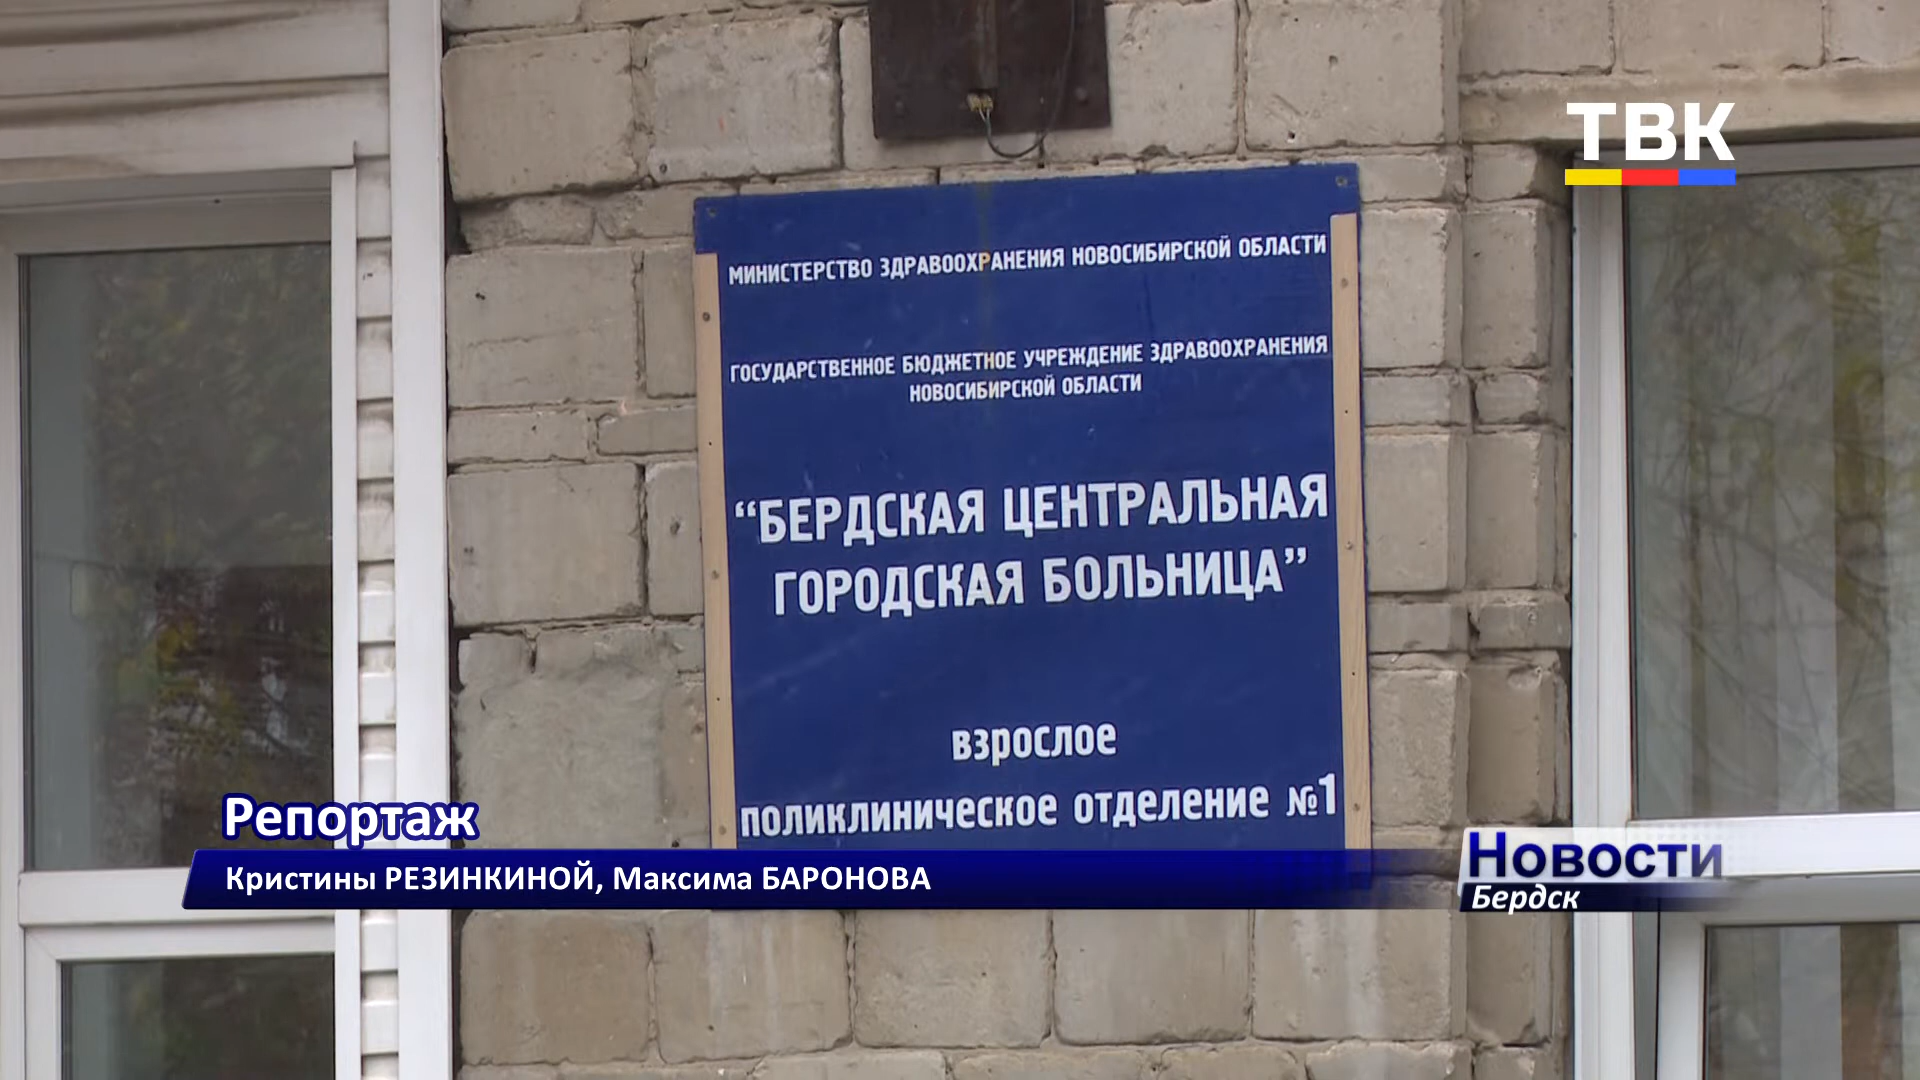 ТВК
МИНИСТЕРСТВО ЗДРАВООХРАНЕНИЯ НОВОСИБИРСКОЙ ОБЛАСТИ
ГОСУДАРСТВЕННОЕ БЮДЖЕТНОЕ УЧРЕЖДЕНИЕ ЗДРАВООХРАНЕНИЯ
НОВОСИБИРСКОЙ ОБЛАСТИ
“БЕРДСКАЯ ЦЕНТРАЛЬНАЯ
ГОРОДСКАЯ БОЛЬНИЦА”
взрослое
поликлиническое отделение №1
Репортаж
Кристины РЕЗИНКИНОЙ, Максима БАРОНОВА
Новости
Бердск